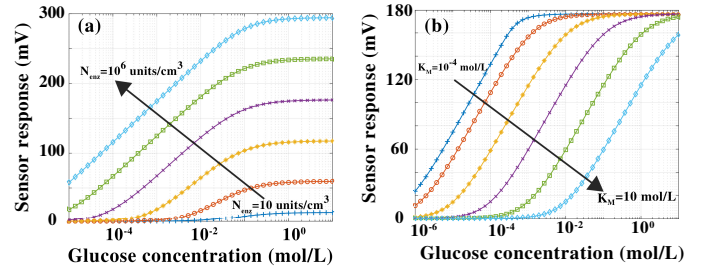 (a)
Sensor response (mV)
300
200
100
0
N_enz=10^6 units/cm^3
N_enz=10 units/cm^3
10^-4
10^-2
10^0
Glucose concentration (mol/L)
(b)
Sensor response (mV)
180
120
60
0
K_M=10^-4 mol/L
K_M=10 mol/L
10^-6
10^-4
10^-2
10^0
Glucose concentration (mol/L)